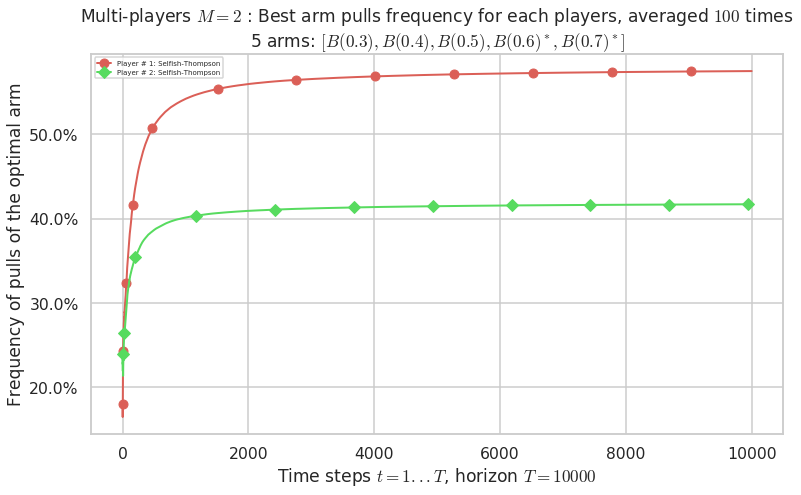 Multi-players M = 2 : Best arm pulls frequency for each players, averaged 100 times
5 arms: [B(0.3), B(0.4), B(0.5), B(0.6)*, B(0.7)*]
Player # 1: Selfish-Thompson
Player # 2: Selfish-Thompson
Frequency of pulls of the optimal arm
50.0%
40.0%
30.0%
20.0%
0 2000 4000 6000 8000 10000
Time steps t = 1...T, horizon T = 10000